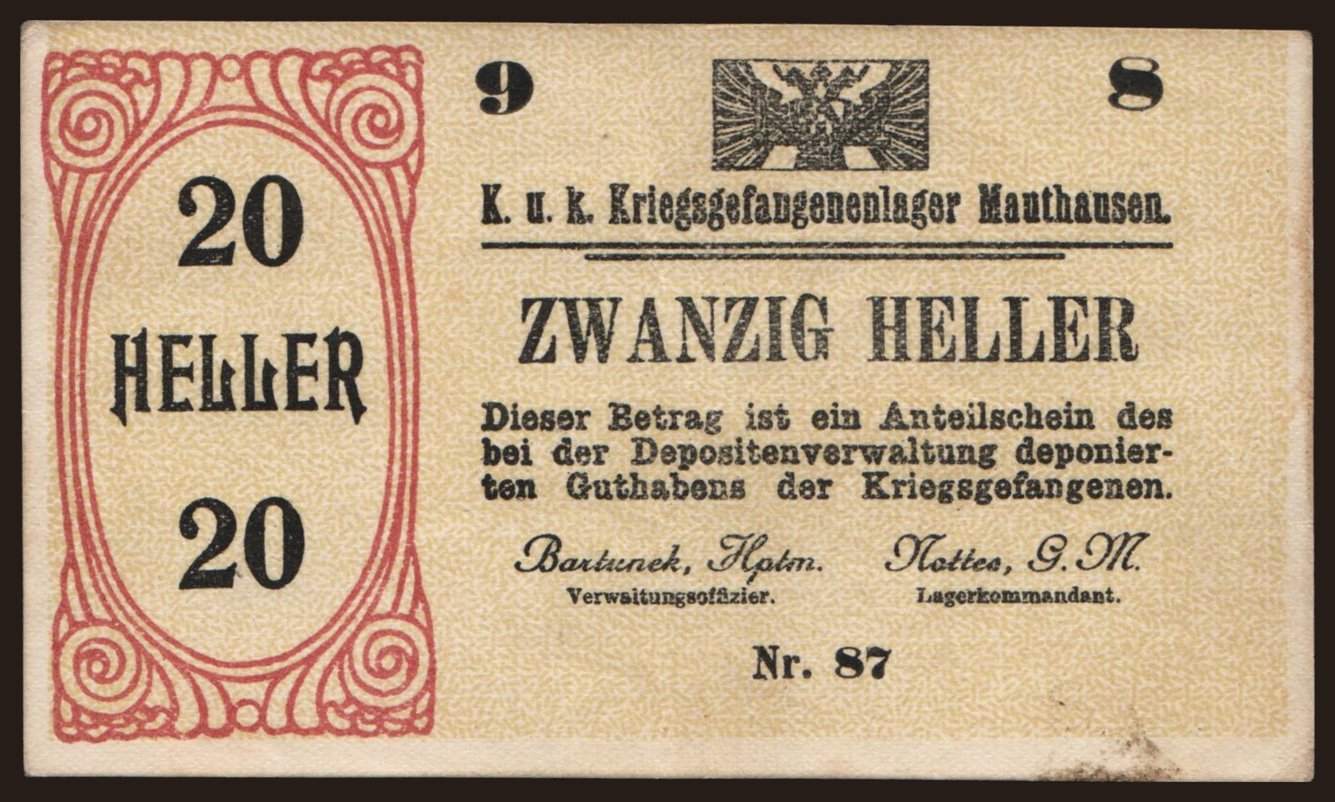 9 8
K. u. k. Kriegsgefangenenlager Mauthausen.
20
HELLER
20
ZWANZIG HELLER
Dieser Betrag ist ein Anteilschein des
bei der Depositenverwaltung deponier-
ten Guthabens der Kriegsgefangenen.
Bartunek, Hptm. Nottes, G. M.
Verwaltungsoffizier. Lagerkommandant.
Nr. 87